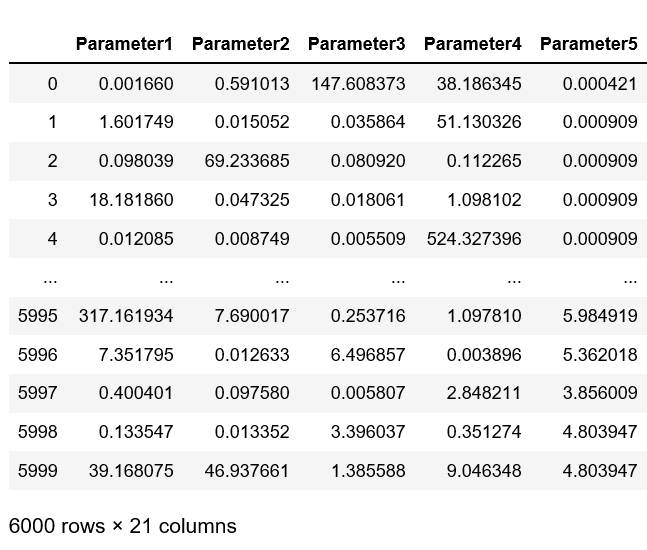 Parameter1 Parameter2 Parameter3 Parameter4 Parameter5
0 0.001660 0.591013 147.608373 38.186345 0.000421
1 1.601749 0.015052 0.035864 51.130326 0.000909
2 0.098039 69.233685 0.080920 0.112265 0.000909
3 18.181860 0.047325 0.018061 1.098102 0.000909
4 0.012085 0.008749 0.005509 524.327396 0.000909
... ... ... ... ... ...
5995 317.161934 7.690017 0.253716 1.097810 5.984919
5996 7.351795 0.012633 6.496857 0.003896 5.362018
5997 0.400401 0.097580 0.005807 2.848211 3.856009
5998 0.133547 0.013352 3.396037 0.351274 4.803947
5999 39.168075 46.937661 1.385588 9.046348 4.803947
6000 rows × 21 columns